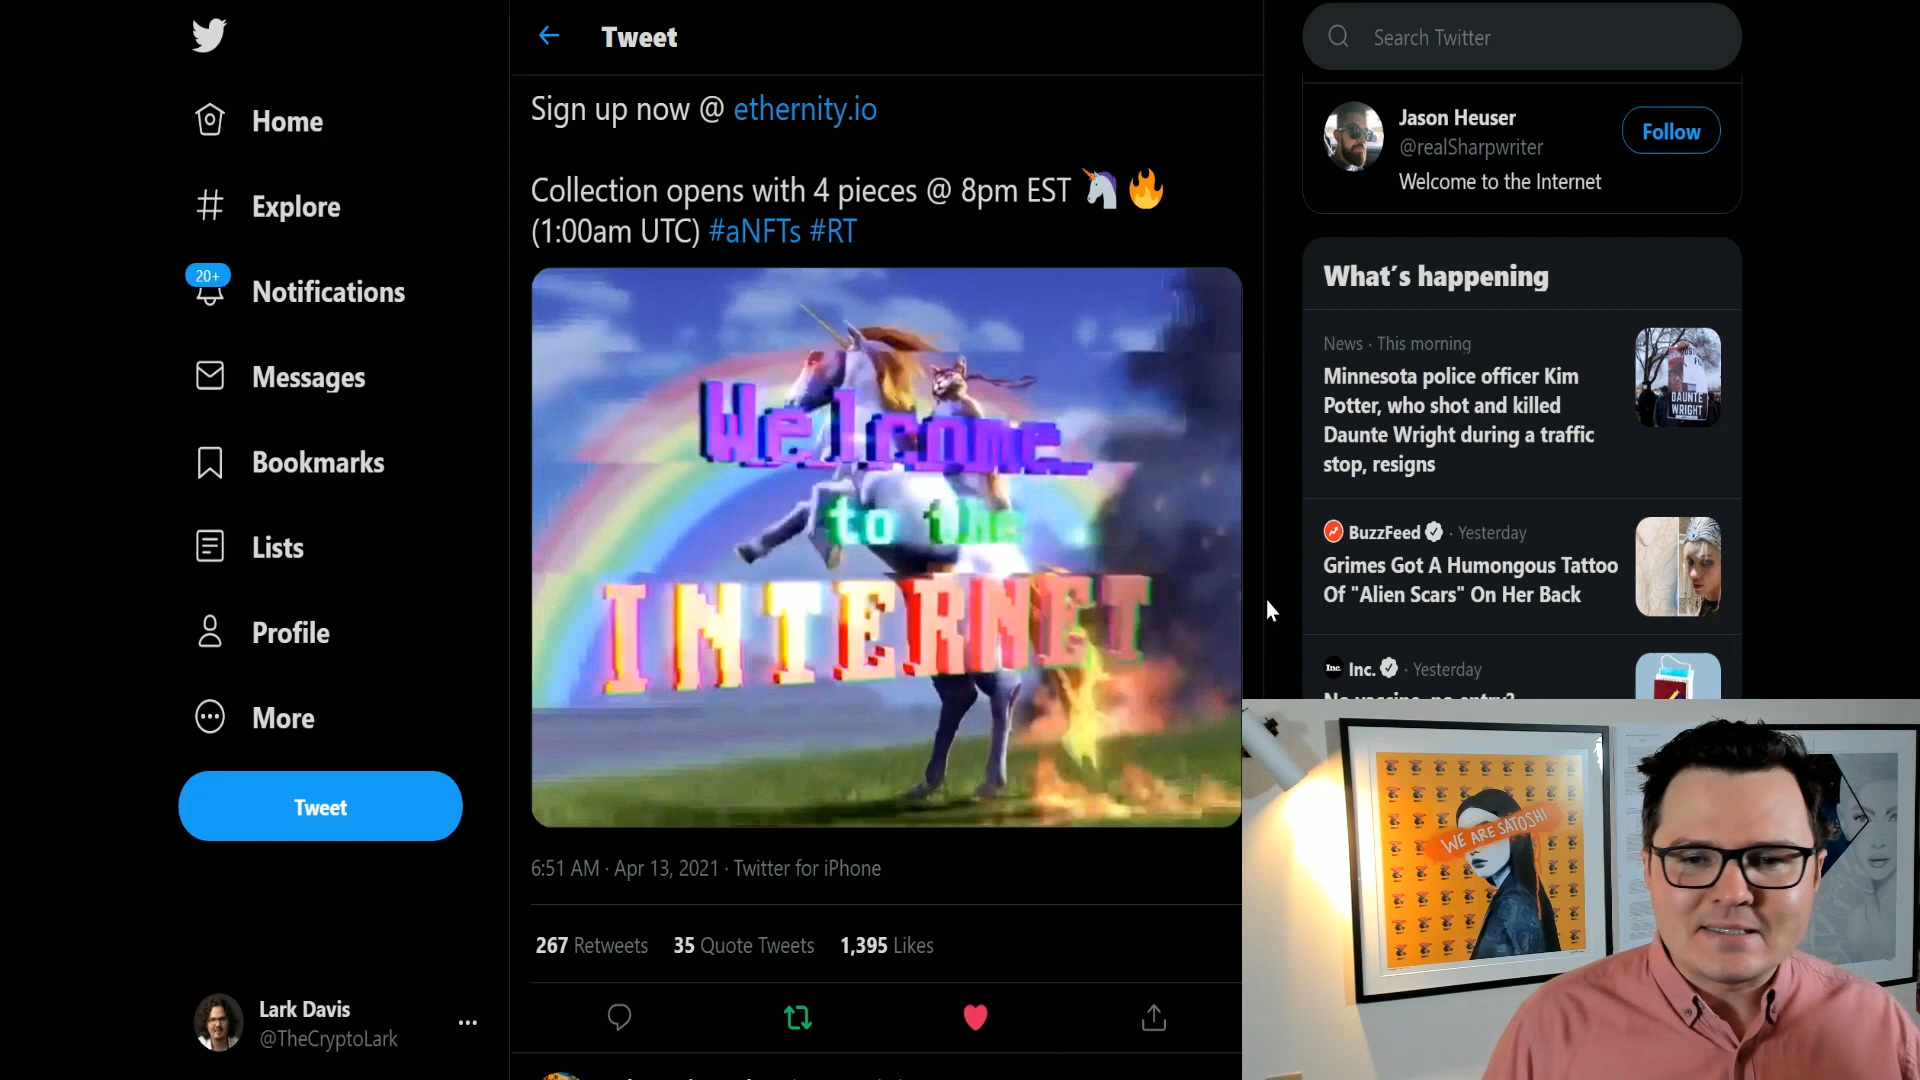 Home
Explore
20+
Notifications
Messages
Bookmarks
Lists
Profile
More
Tweet
Lark Davis
@TheCryptoLark
Tweet
Sign up now @ ethernity.io
Collection opens with 4 pieces @ 8pm EST 🦄🔥
(1:00am UTC) #aNFTs #RT
Welcome
to the
INTERNET
6:51 AM · Apr 13, 2021 · Twitter for iPhone
267 Retweets 35 Quote Tweets 1,395 Likes
Search Twitter
Jason Heuser
@realSharpwriter
Follow
Welcome to the Internet
What's happening
News · This morning
Minnesota police officer Kim
Potter, who shot and killed
Daunte Wright during a traffic
stop, resigns
DAUNTE
WRIGHT
BuzzFeed · Yesterday
Grimes Got A Humongous Tattoo
Of "Alien Scars" On Her Back
Inc.
Inc. · Yesterday
No vaccine, no entry?
WE ARE SATOSHI